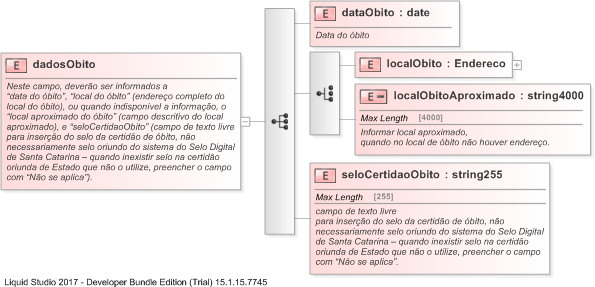 E dadosObito
Neste campo, deverão ser informados a
"data do óbito", "local do óbito" (endereço completo do
local do óbito), ou quando indisponível a informação, o
"local aproximado do óbito" (campo descritivo do local
aproximado), e "seloCertidaoObito" (campo de texto livre
para inserção do selo da certidão de óbito, não
necessariamente selo oriundo do sistema do Selo Digital
de Santa Catarina – quando inexistir selo na certidão
oriunda de Estado que não o utilize, preencher o campo
com "Não se aplica").
E dataObito : date
Data do óbito
E localObito : Endereco
E localObitoAproximado : string4000
Max Length [4000]
Informar local aproximado,
quando no local de óbito não houver endereço.
E seloCertidaoObito : string255
Max Length [255]
campo de texto livre
para inserção do selo da certidão de óbito, não
necessariamente selo oriundo do sistema do Selo Digital
de Santa Catarina – quando inexistir selo na certidão
oriunda de Estado que não o utilize, preencher o campo
com "Não se aplica".
Liquid Studio 2017 - Developer Bundle Edition (Trial) 15.1.15.7745